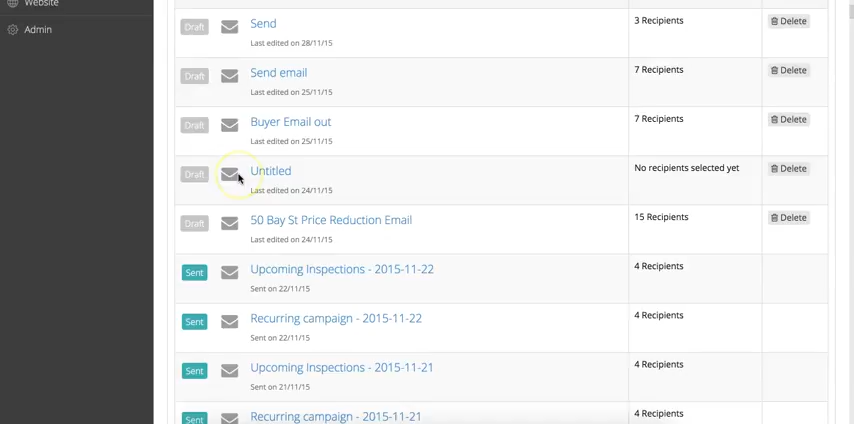 Website
Admin
Draft Send 3 Recipients Delete
Last edited on 28/11/15
Draft Send email 7 Recipients Delete
Last edited on 25/11/15
Draft Buyer Email out 7 Recipients Delete
Last edited on 25/11/15
Draft Untitled No recipients selected yet Delete
Last edited on 24/11/15
Draft 50 Bay St Price Reduction Email 15 Recipients Delete
Last edited on 24/11/15
Sent Upcoming Inspections - 2015-11-22 4 Recipients
Sent on 22/11/15
Sent Recurring campaign - 2015-11-22 4 Recipients
Sent on 22/11/15
Sent Upcoming Inspections - 2015-11-21 4 Recipients
Sent on 21/11/15
Sent Recurring campaign - 2015-11-21 4 Recipients